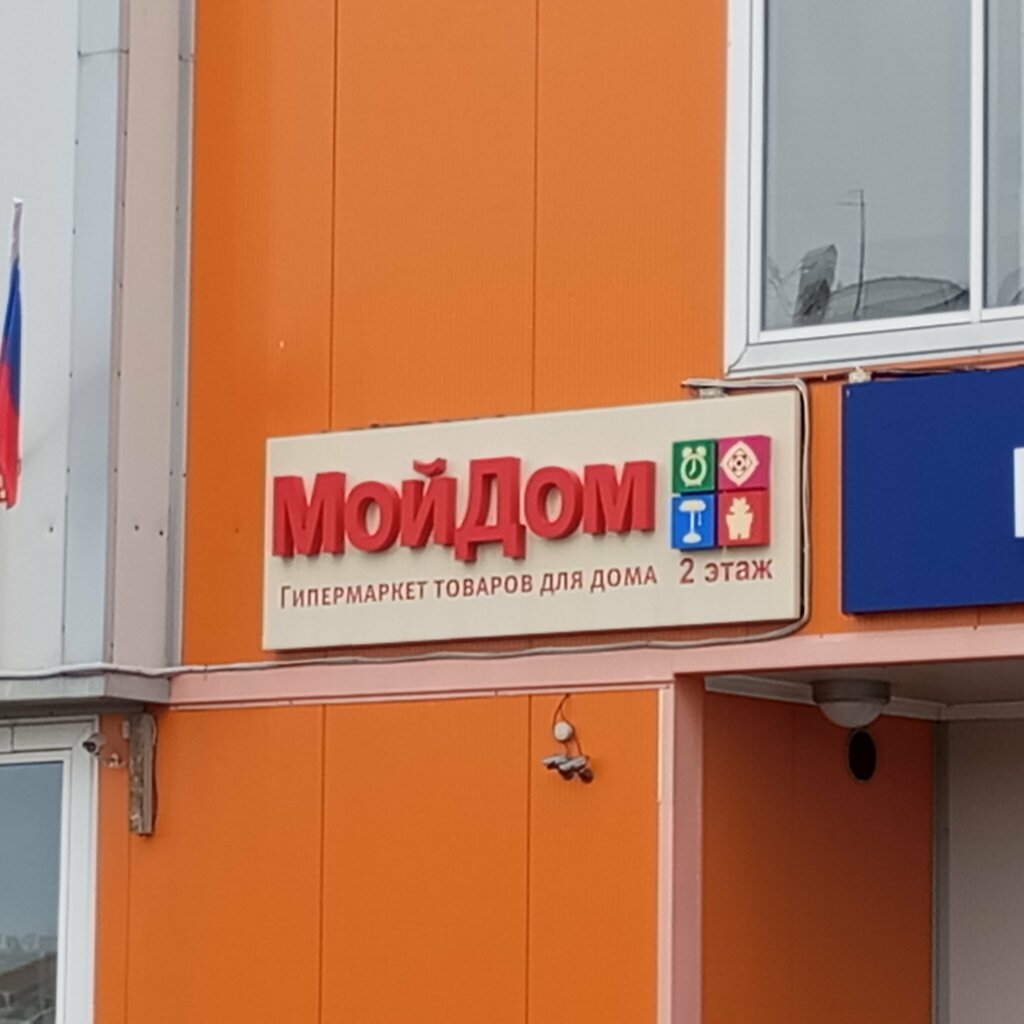 МойДом
Гипермаркет товаров для дома
2 этаж